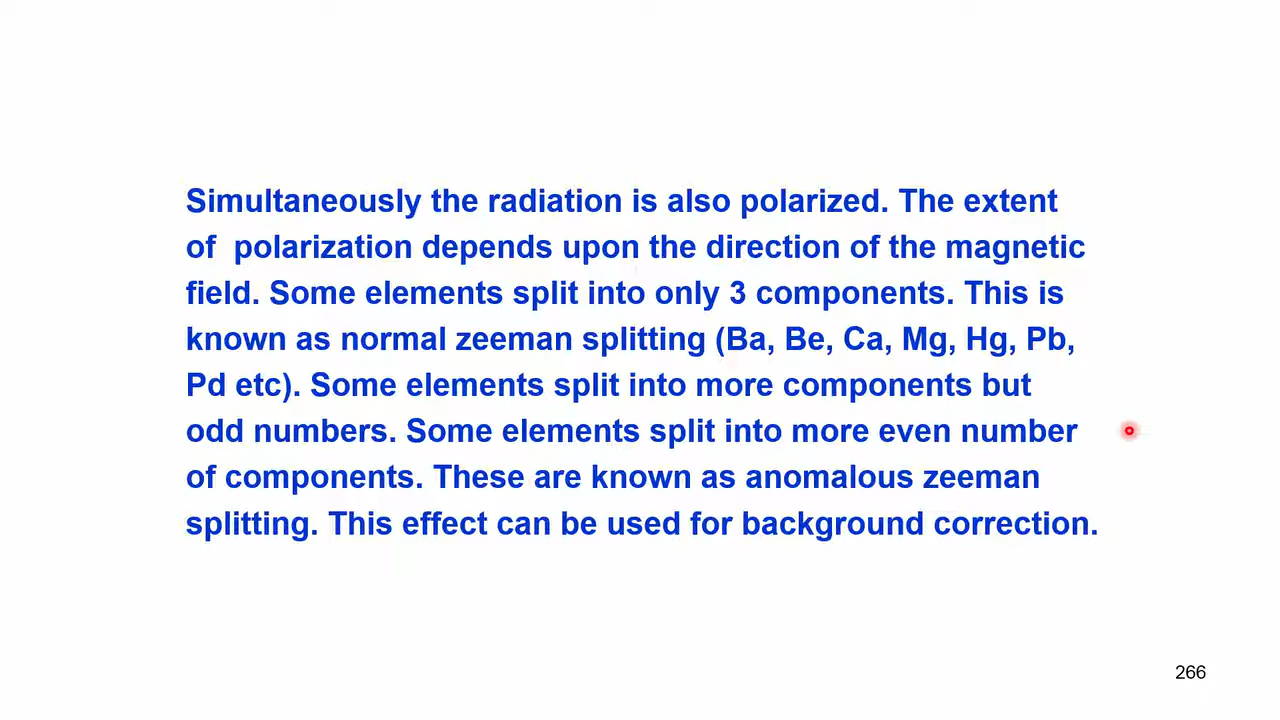 Simultaneously the radiation is also polarized. The extent
of  polarization depends upon the direction of the magnetic
field. Some elements split into only 3 components. This is
known as normal zeeman splitting (Ba, Be, Ca, Mg, Hg, Pb,
Pd etc). Some elements split into more components but
odd numbers. Some elements split into more even number
of components. These are known as anomalous zeeman
splitting. This effect can be used for background correction.
266